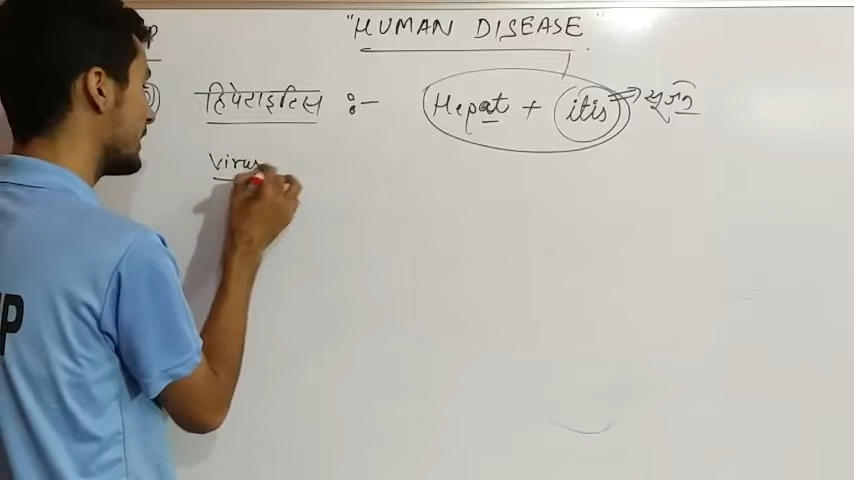 "HUMAN DISEASE"
हिपेटाइटिस :- Hepat + itis ⇒ सूजन
Virus
P